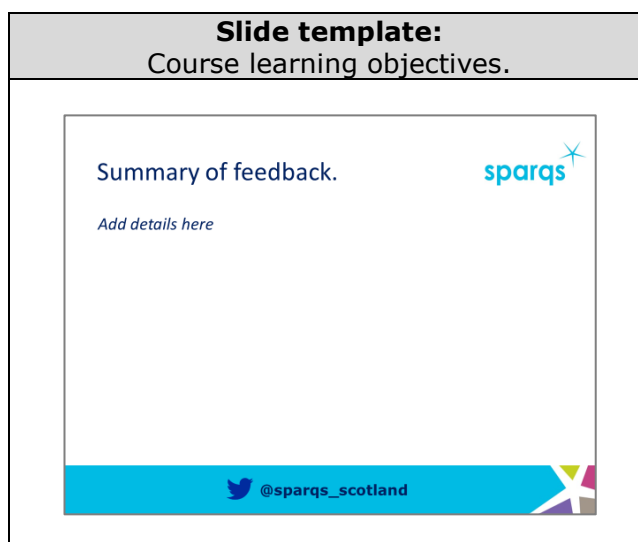 Slide template:
Course learning objectives.
Summary of feedback.
sparqs
Add details here
@sparqs_scotland